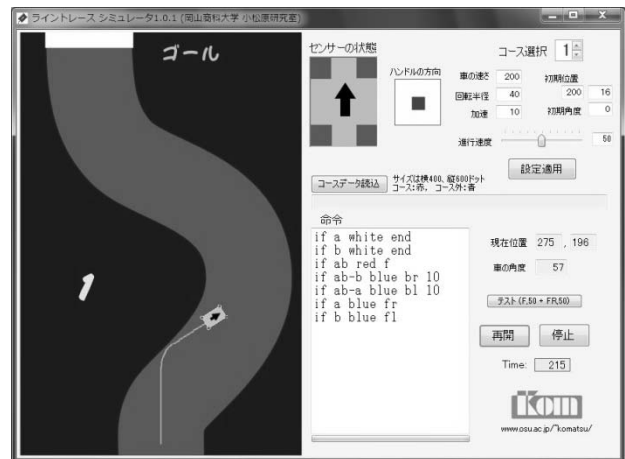 ライントレース シミュレータ1.0.1 (岡山商科大学 小松原研究室)
ゴール
1
センサーの状態
ハンドルの方向
コース選択 1
車の速さ 200
回転半径 40
加速 10
初期位置
200 16
初期角度 0
進行速度 50
コースデータ読込
サイズは横400、縦600ドット
コース:赤, コース外:青
設定適用
命令
if a white end
if b white end
if ab red f
if ab-b blue br 10
if ab-a blue bl 10
if a blue fr
if b blue fl
現在位置 275 , 196
車の角度 57
テスト (F,50 + FR,50)
再開 停止
Time: 215
Kom
www.osu.ac.jp/~komatsu/